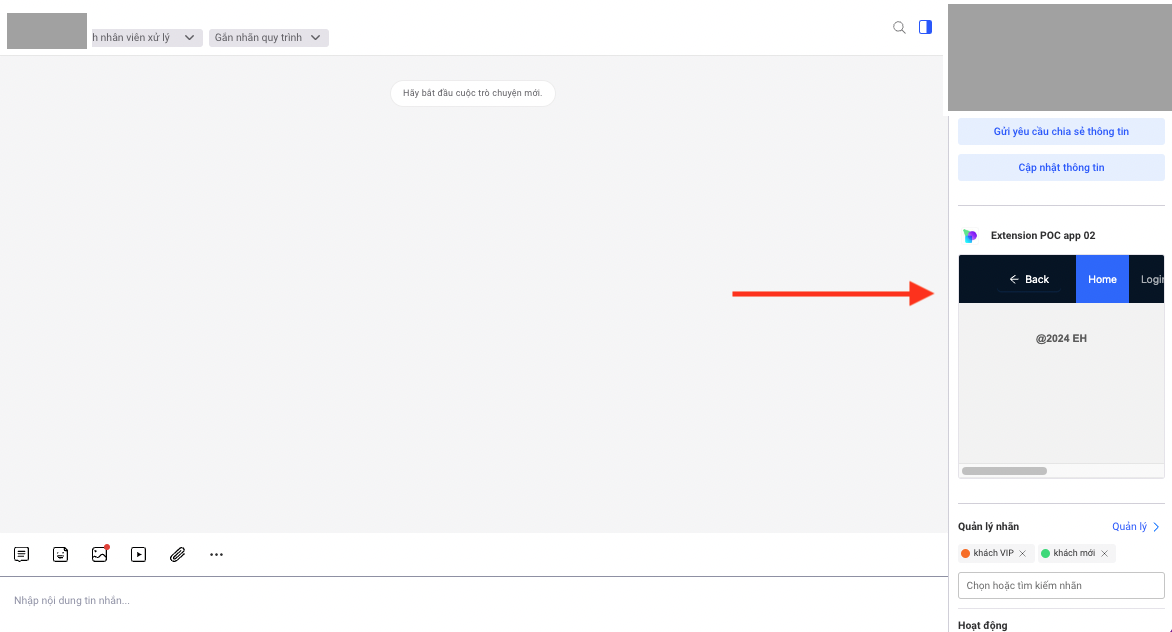 h nhân viên xử lý
Gắn nhãn quy trình
Hãy bắt đầu cuộc trò chuyện mới.
Nhập nội dung tin nhắn...
Gửi yêu cầu chia sẻ thông tin
Cập nhật thông tin
Extension POC app 02
Back
Home
Login
@2024 EH
Quản lý nhãn
Quản lý
khách VIP
khách mới
Chọn hoặc tìm kiếm nhãn
Hoạt động